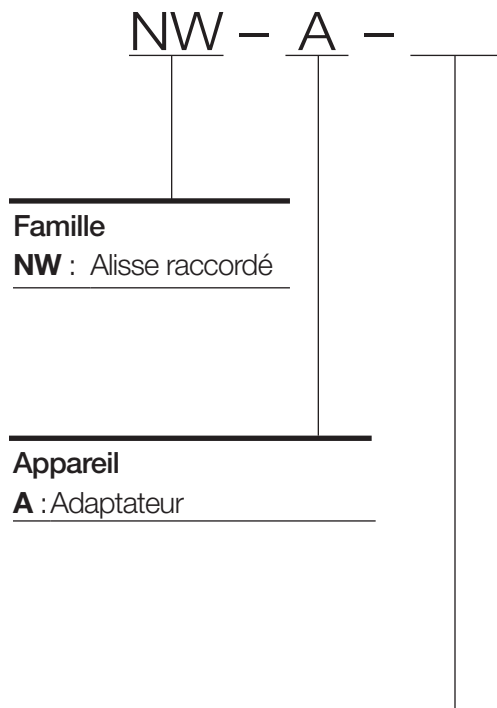 NW – A –
Famille
NW : Alisse raccordé
Appareil
A : Adaptateur